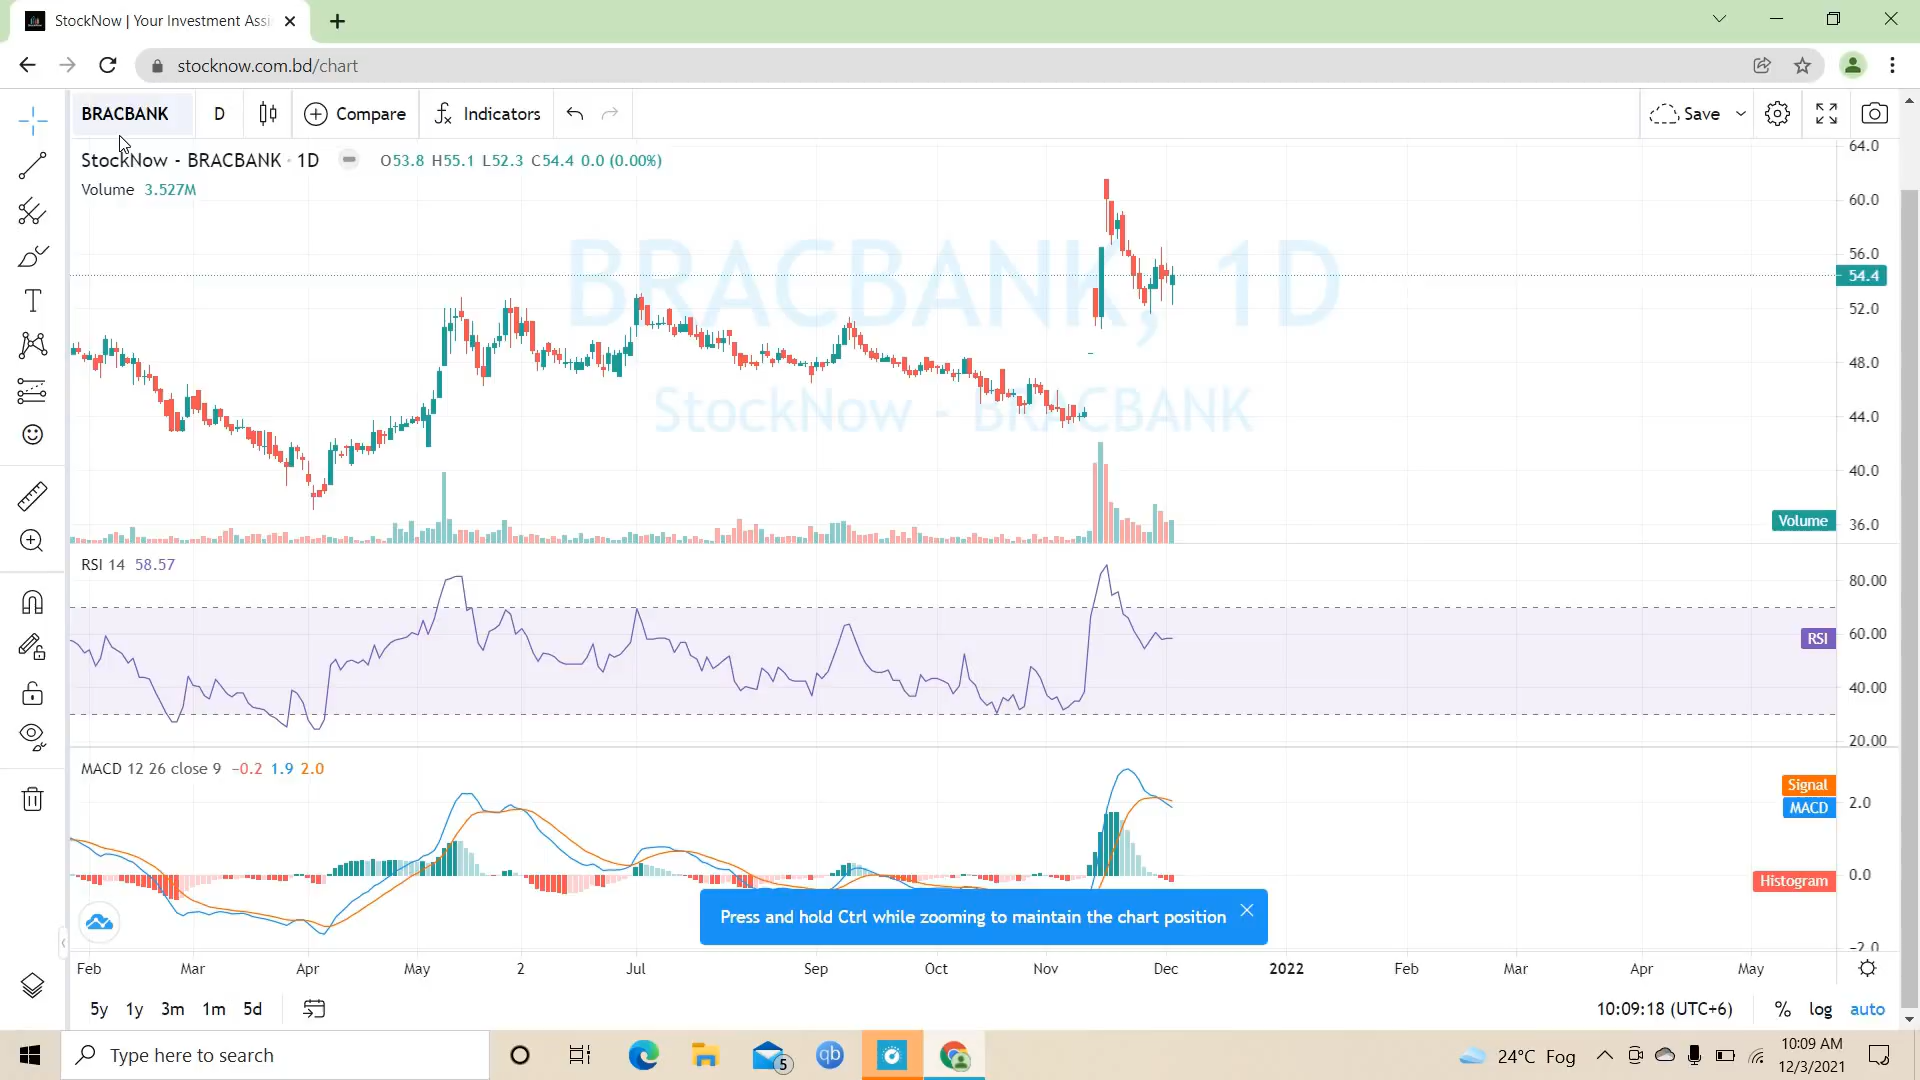 StockNow | Your Investment Assi
stocknow.com.bd/chart
BRACBANK
D
Compare
Indicators
Save
StockNow - BRACBANK · 1D
O53.8 H55.1 L52.3 C54.4 0.0 (0.00%)
Volume 3.527M
BRACBANK, 1D
StockNow - BRACBANK
64.0
60.0
56.0
54.4
52.0
48.0
44.0
40.0
Volume
36.0
RSI 14 58.57
80.00
RSI
60.00
40.00
20.00
MACD 12 26 close 9 −0.2 1.9 2.0
Signal
MACD
2.0
0.0
Histogram
−2.0
Press and hold Ctrl while zooming to maintain the chart position
Feb Mar Apr May 2 Jul Sep Oct Nov Dec 2022 Feb Mar Apr May
5y 1y 3m 1m 5d
10:09:18 (UTC+6)
% log auto
Type here to search
5
qb
24°C Fog
10:09 AM
12/3/2021